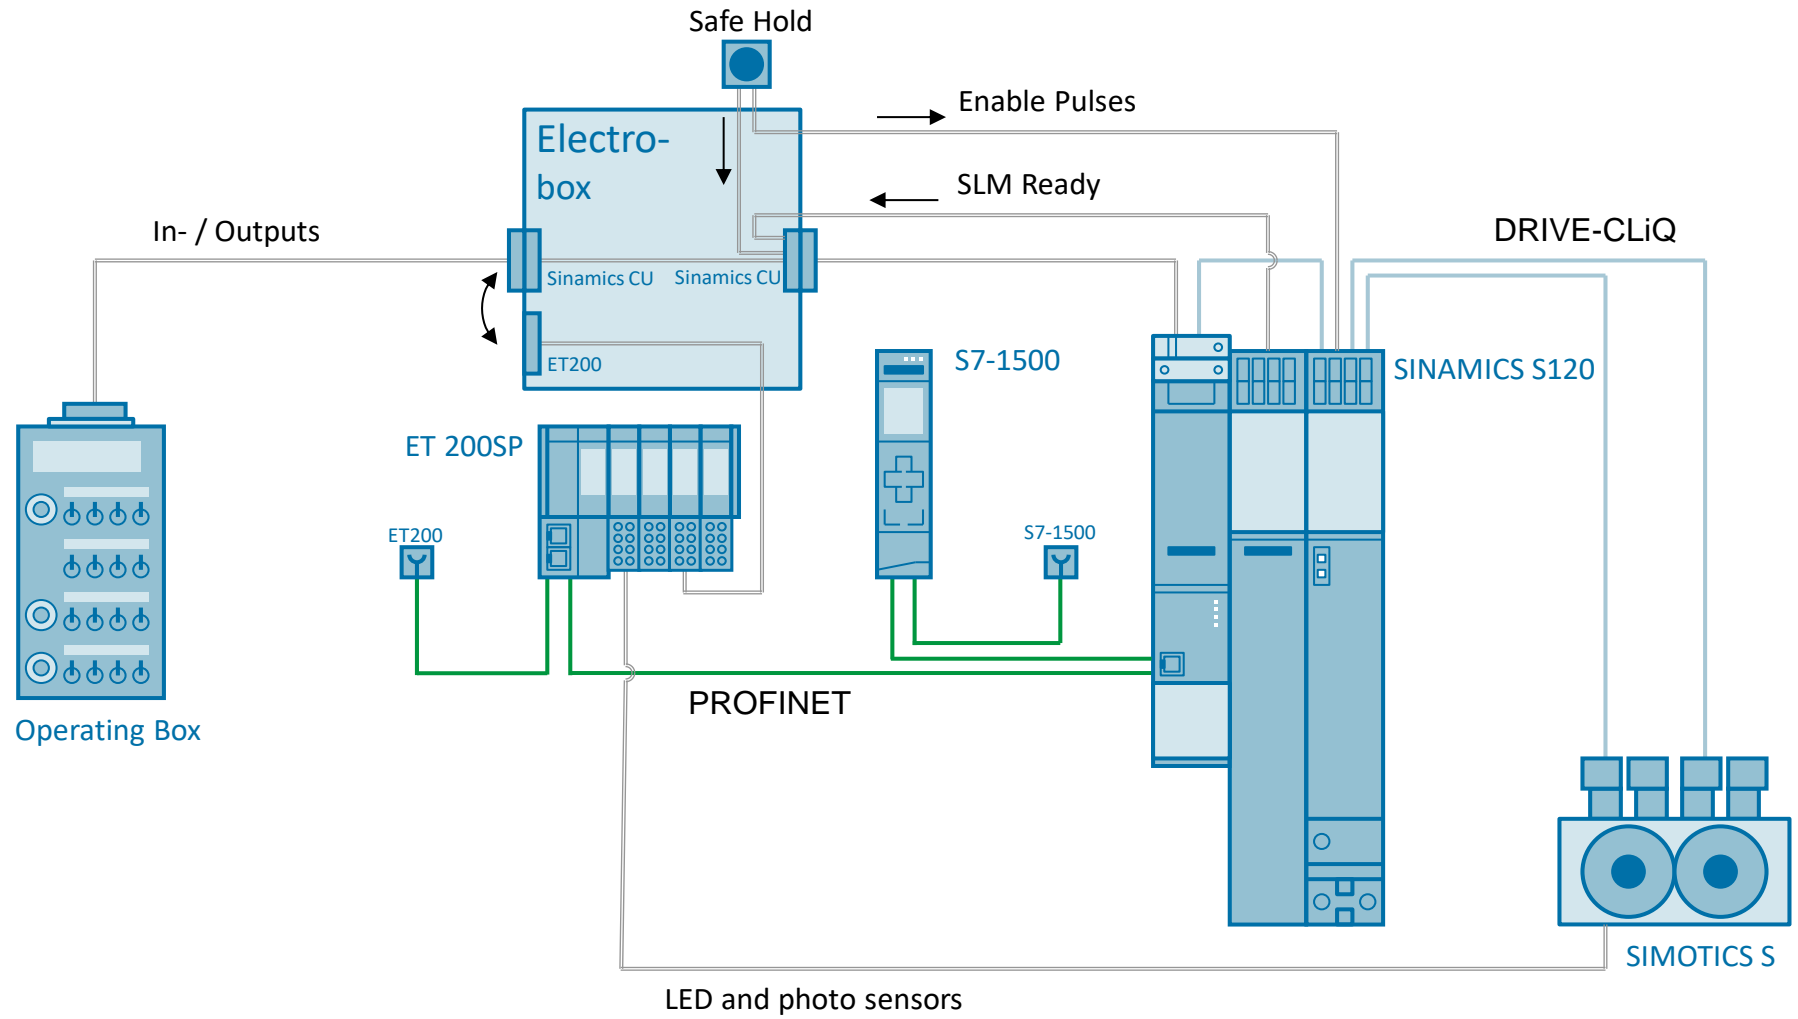 Safe Hold
Enable Pulses
Electro-
box
SLM Ready
In- / Outputs
DRIVE-CLiQ
Sinamics CU
Sinamics CU
ET200
S7-1500
SINAMICS S120
ET 200SP
ET200
S7-1500
PROFINET
Operating Box
SIMOTICS S
LED and photo sensors